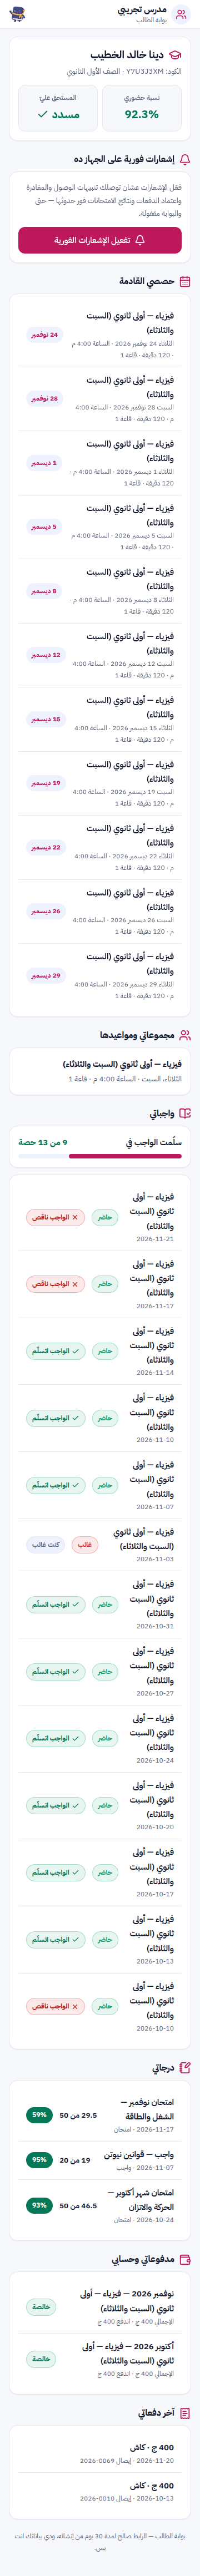 مدرس تجريبي
بوابة الطالب
دينا خالد الخطيب
الكود: Y7U3J3XM · الصف الأول الثانوي
نسبة حضوري
92.3%
المستحق عليّ
مسدد ✓
إشعارات فورية على الجهاز ده
فعّل الإشعارات عشان توصلك تنبيهات الوصول والمغادرة
واعتماد الدفعات ونتائج الامتحانات فور حدوثها — حتى
والبوابة مقفولة.
تفعيل الإشعارات الفورية
حصصي القادمة
فيزياء — أولى ثانوي (السبت
والثلاثاء)
الثلاثاء 24 نوفمبر 2026 · الساعة 4:00 م
· 120 دقيقة · قاعة 1
24 نوفمبر
فيزياء — أولى ثانوي (السبت
والثلاثاء)
السبت 28 نوفمبر 2026 · الساعة 4:00
م · 120 دقيقة · قاعة 1
28 نوفمبر
فيزياء — أولى ثانوي (السبت
والثلاثاء)
الثلاثاء 1 ديسمبر 2026 · الساعة 4:00 م ·
120 دقيقة · قاعة 1
1 ديسمبر
فيزياء — أولى ثانوي (السبت
والثلاثاء)
السبت 5 ديسمبر 2026 · الساعة 4:00 م
· 120 دقيقة · قاعة 1
5 ديسمبر
فيزياء — أولى ثانوي (السبت
والثلاثاء)
الثلاثاء 8 ديسمبر 2026 · الساعة 4:00 م ·
120 دقيقة · قاعة 1
8 ديسمبر
فيزياء — أولى ثانوي (السبت
والثلاثاء)
السبت 12 ديسمبر 2026 · الساعة 4:00
م · 120 دقيقة · قاعة 1
12 ديسمبر
فيزياء — أولى ثانوي (السبت
والثلاثاء)
الثلاثاء 15 ديسمبر 2026 · الساعة 4:00
م · 120 دقيقة · قاعة 1
15 ديسمبر
فيزياء — أولى ثانوي (السبت
والثلاثاء)
السبت 19 ديسمبر 2026 · الساعة 4:00
م · 120 دقيقة · قاعة 1
19 ديسمبر
فيزياء — أولى ثانوي (السبت
والثلاثاء)
الثلاثاء 22 ديسمبر 2026 · الساعة 4:00
م · 120 دقيقة · قاعة 1
22 ديسمبر
فيزياء — أولى ثانوي (السبت
والثلاثاء)
السبت 26 ديسمبر 2026 · الساعة 4:00
م · 120 دقيقة · قاعة 1
26 ديسمبر
فيزياء — أولى ثانوي (السبت
والثلاثاء)
الثلاثاء 29 ديسمبر 2026 · الساعة 4:00
م · 120 دقيقة · قاعة 1
29 ديسمبر
مجموعاتي ومواعيدها
فيزياء — أولى ثانوي (السبت والثلاثاء)
الثلاثاء، السبت · الساعة 4:00 م · قاعة 1
واجباتي
سلّمت الواجب في
9 من 13 حصة
فيزياء — أولى
ثانوي (السبت
والثلاثاء)
2026-11-21
حاضر
✕ الواجب ناقص
فيزياء — أولى
ثانوي (السبت
والثلاثاء)
2026-11-17
حاضر
✕ الواجب ناقص
فيزياء — أولى
ثانوي (السبت
والثلاثاء)
2026-11-14
حاضر
✓ الواجب اتسلّم
فيزياء — أولى
ثانوي (السبت
والثلاثاء)
2026-11-10
حاضر
✓ الواجب اتسلّم
فيزياء — أولى
ثانوي (السبت
والثلاثاء)
2026-11-07
حاضر
✓ الواجب اتسلّم
فيزياء — أولى ثانوي
(السبت والثلاثاء)
2026-11-03
غائب
كنت غائب
فيزياء — أولى
ثانوي (السبت
والثلاثاء)
2026-10-31
حاضر
✓ الواجب اتسلّم
فيزياء — أولى
ثانوي (السبت
والثلاثاء)
2026-10-27
حاضر
✓ الواجب اتسلّم
فيزياء — أولى
ثانوي (السبت
والثلاثاء)
2026-10-24
حاضر
✓ الواجب اتسلّم
فيزياء — أولى
ثانوي (السبت
والثلاثاء)
2026-10-20
حاضر
✓ الواجب اتسلّم
فيزياء — أولى
ثانوي (السبت
والثلاثاء)
2026-10-17
حاضر
✓ الواجب اتسلّم
فيزياء — أولى
ثانوي (السبت
والثلاثاء)
2026-10-13
حاضر
✓ الواجب اتسلّم
فيزياء — أولى
ثانوي (السبت
والثلاثاء)
2026-10-10
حاضر
✕ الواجب ناقص
درجاتي
امتحان نوفمبر —
الشغل والطاقة
2026-11-17 · امتحان
29.5 من 50
59%
واجب — قوانين نيوتن
2026-11-07 · واجب
19 من 20
95%
امتحان شهر أكتوبر —
الحركة والاتزان
2026-10-24 · امتحان
46.5 من 50
93%
مدفوعاتي وحسابي
نوفمبر 2026 — فيزياء — أولى
ثانوي (السبت والثلاثاء)
الإجمالي 400 ج · اتدفع 400 ج
خالصة
أكتوبر 2026 — فيزياء — أولى
ثانوي (السبت والثلاثاء)
الإجمالي 400 ج · اتدفع 400 ج
خالصة
آخر دفعاتي
400 ج · كاش
2026-11-20 · إيصال 2026-0069
400 ج · كاش
2026-10-13 · إيصال 2026-0010
بوابة الطالب — الرابط صالح لمدة 30 يوم من إنشائه، ودي بياناتك انت
بس.